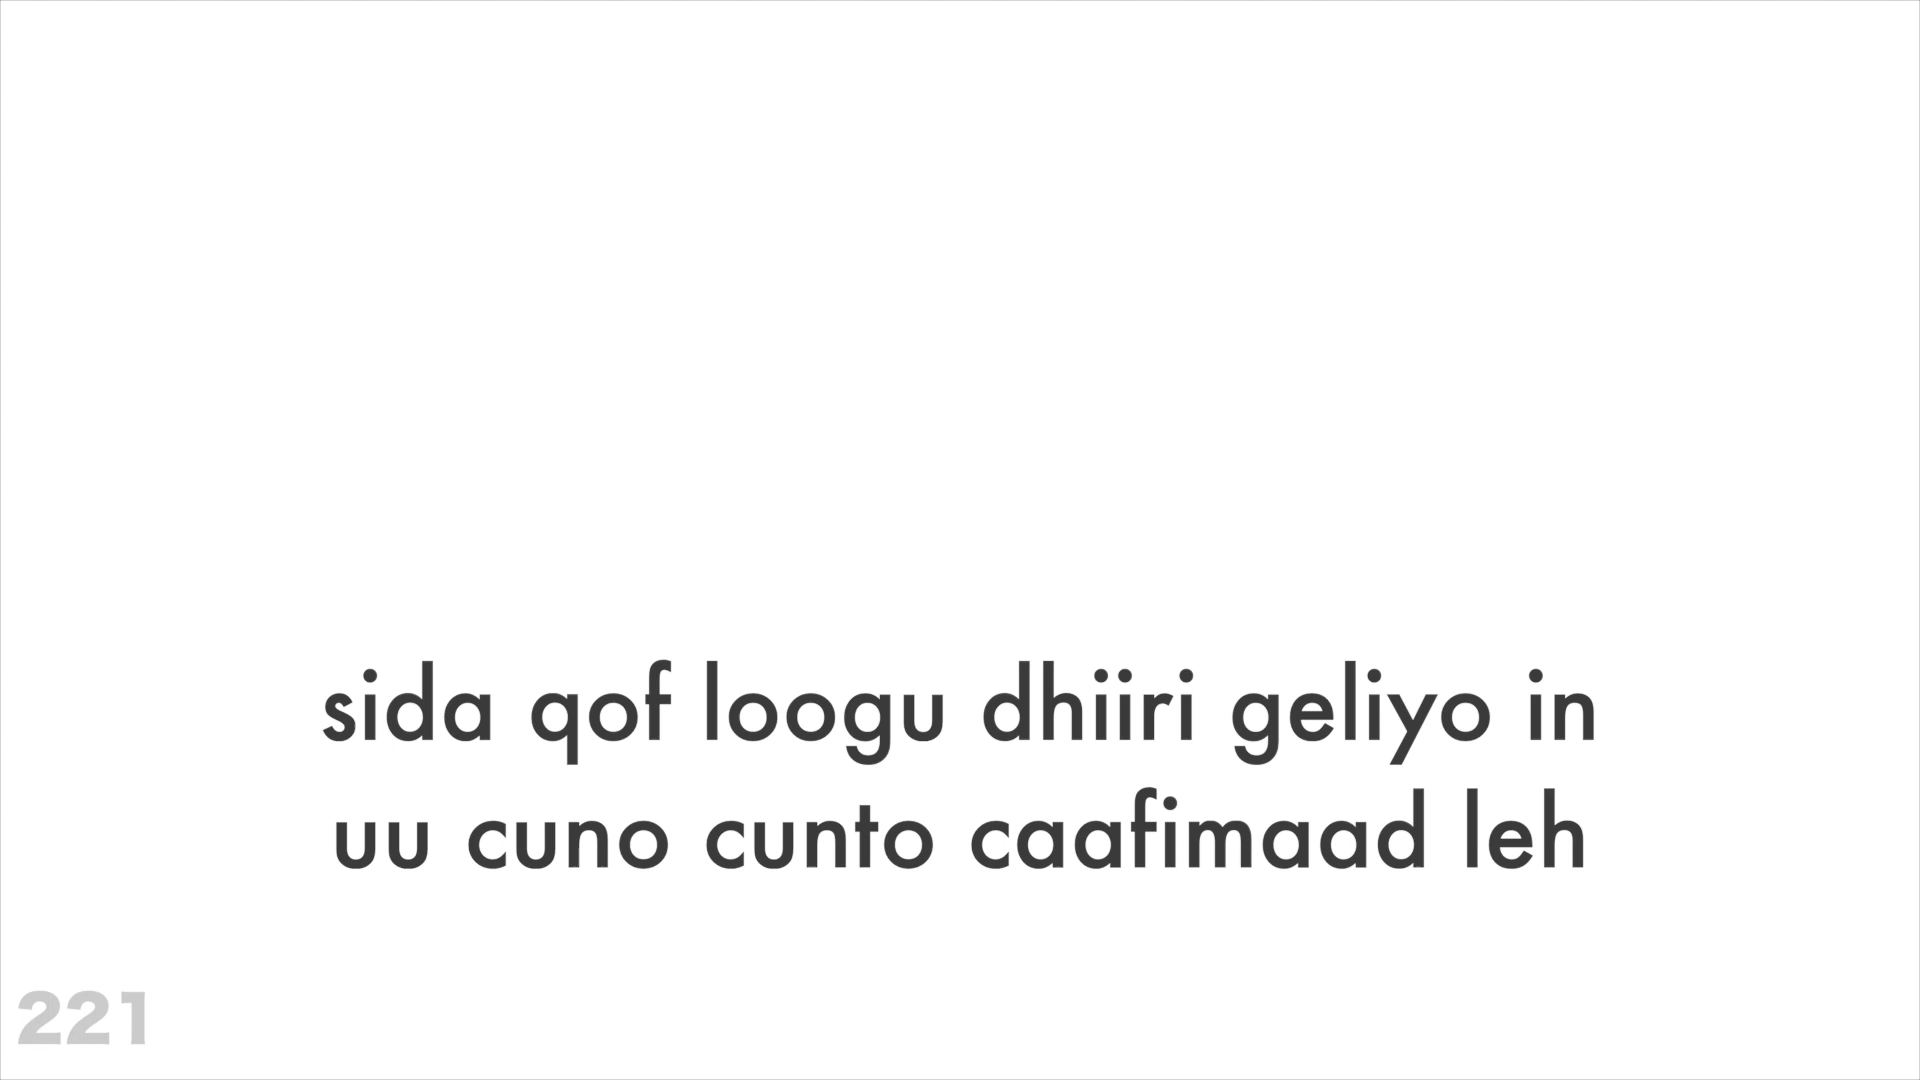 sida qof loogu dhiiri geliyo in
uu cuno cunto caafimaad leh
221